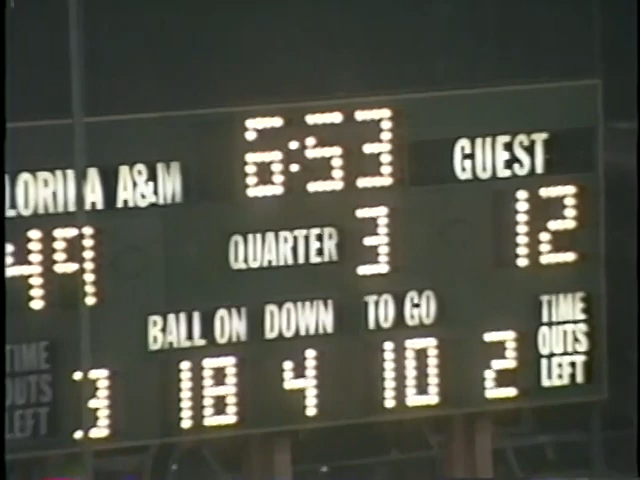 6:53
LORIDA A&M GUEST
49 QUARTER 3 12
BALL ON DOWN TO GO
TIME OUTS LEFT 3 18 4 10 2 TIME OUTS LEFT